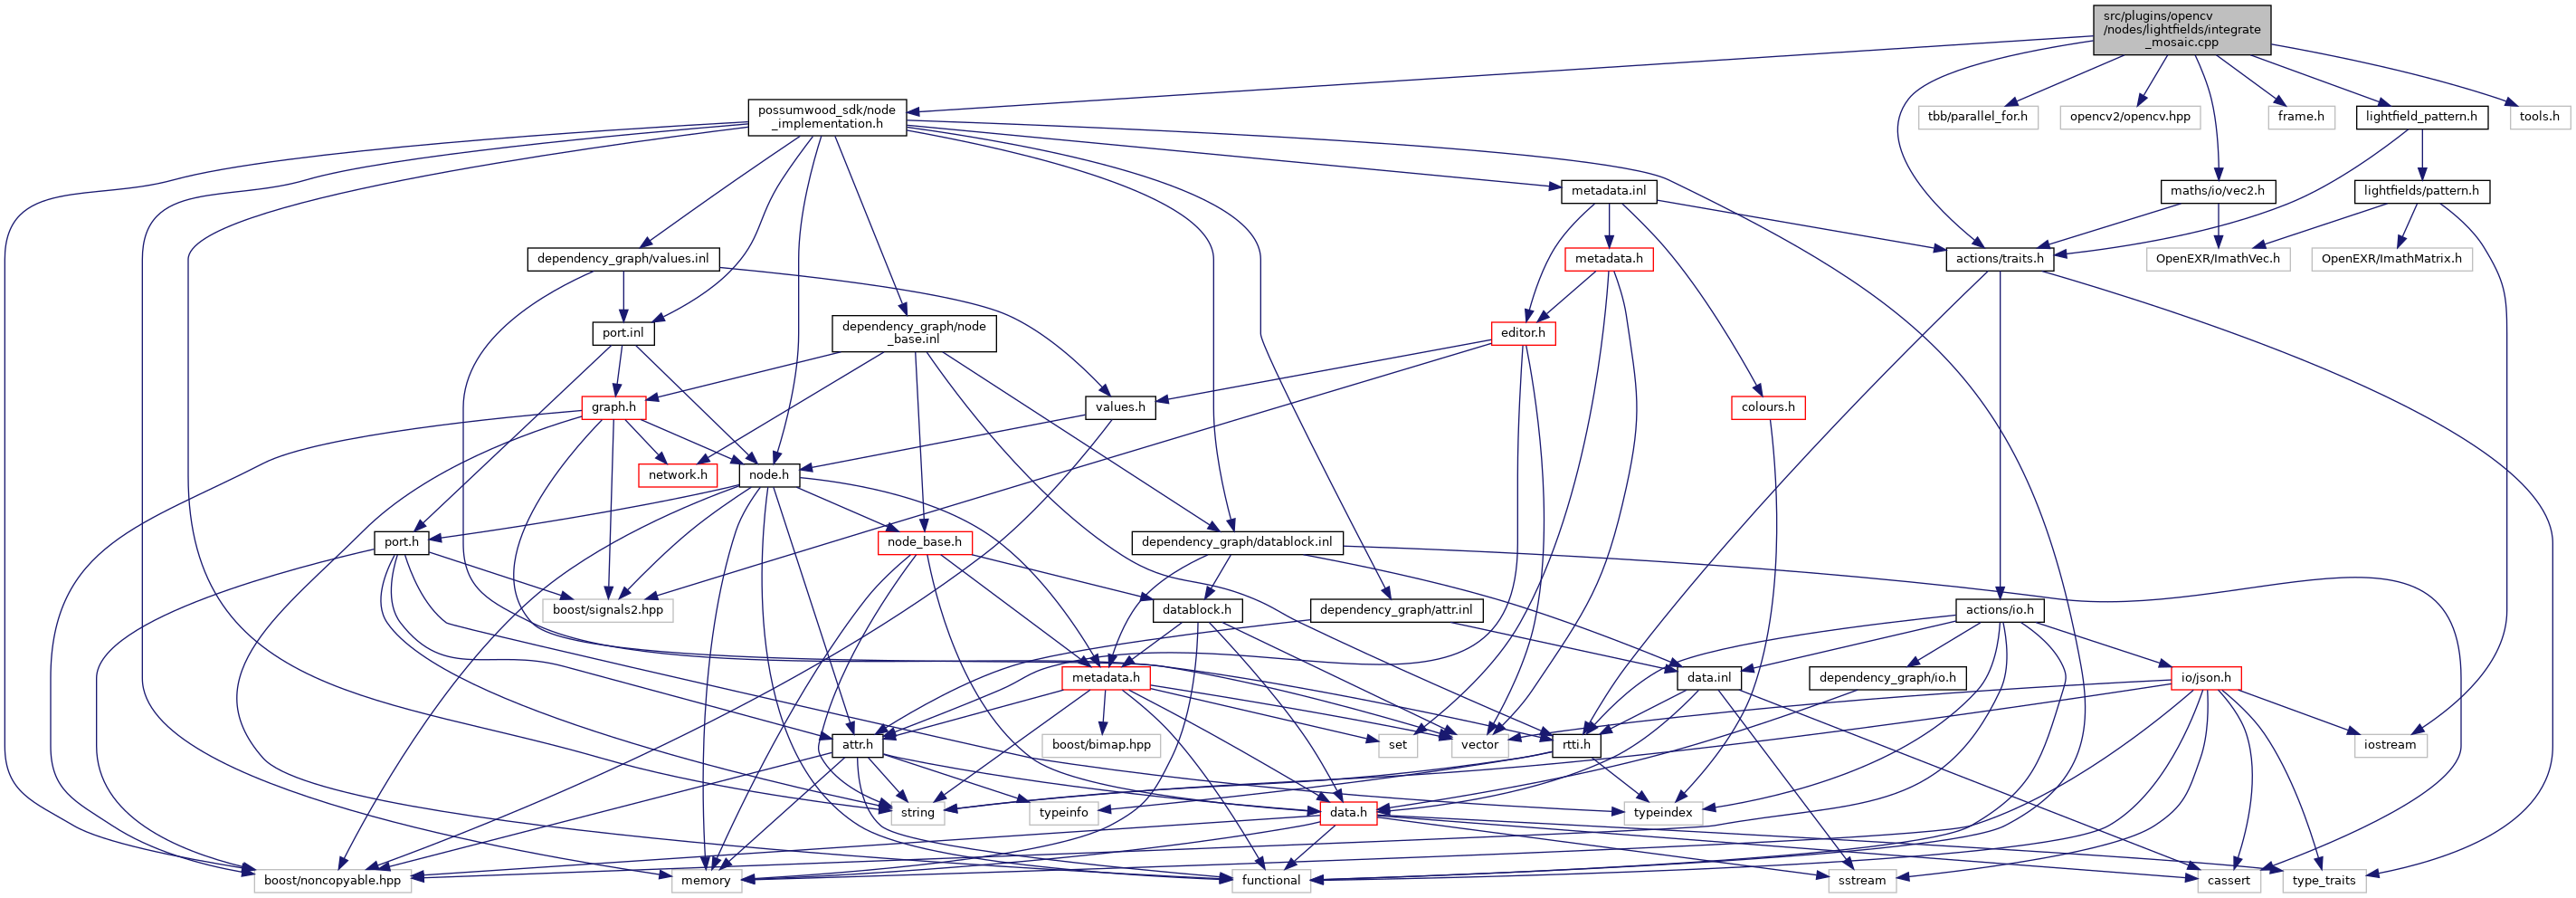 src/plugins/opencv
/nodes/lightfields/integrate
_mosaic.cpp
possumwood_sdk/node
_implementation.h
tbb/parallel_for.h
opencv2/opencv.hpp
frame.h
lightfield_pattern.h
tools.h
metadata.inl
maths/io/vec2.h
lightfields/pattern.h
dependency_graph/values.inl
metadata.h
actions/traits.h
OpenEXR/ImathVec.h
OpenEXR/ImathMatrix.h
port.inl
dependency_graph/node
_base.inl
editor.h
graph.h
values.h
colours.h
network.h
node.h
port.h
node_base.h
dependency_graph/datablock.inl
boost/signals2.hpp
datablock.h
dependency_graph/attr.inl
actions/io.h
metadata.h
data.inl
dependency_graph/io.h
io/json.h
attr.h
boost/bimap.hpp
set
vector
rtti.h
iostream
string
typeinfo
data.h
typeindex
boost/noncopyable.hpp
memory
functional
sstream
cassert
type_traits